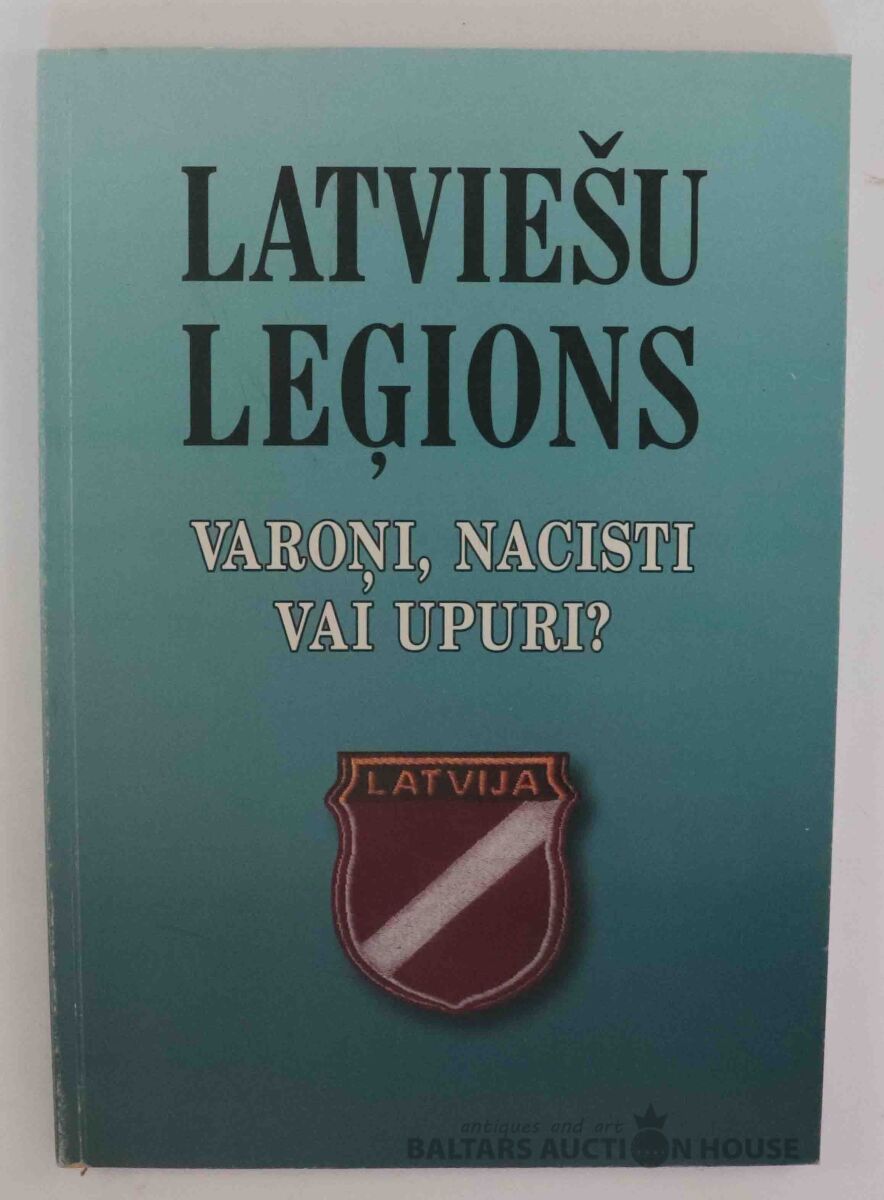 LATVIEŠU
LEĢIONS
VAROŅI, NACISTI
VAI UPURI?
LATVIJA
antiques and art
BALTARS AUCTION HOUSE